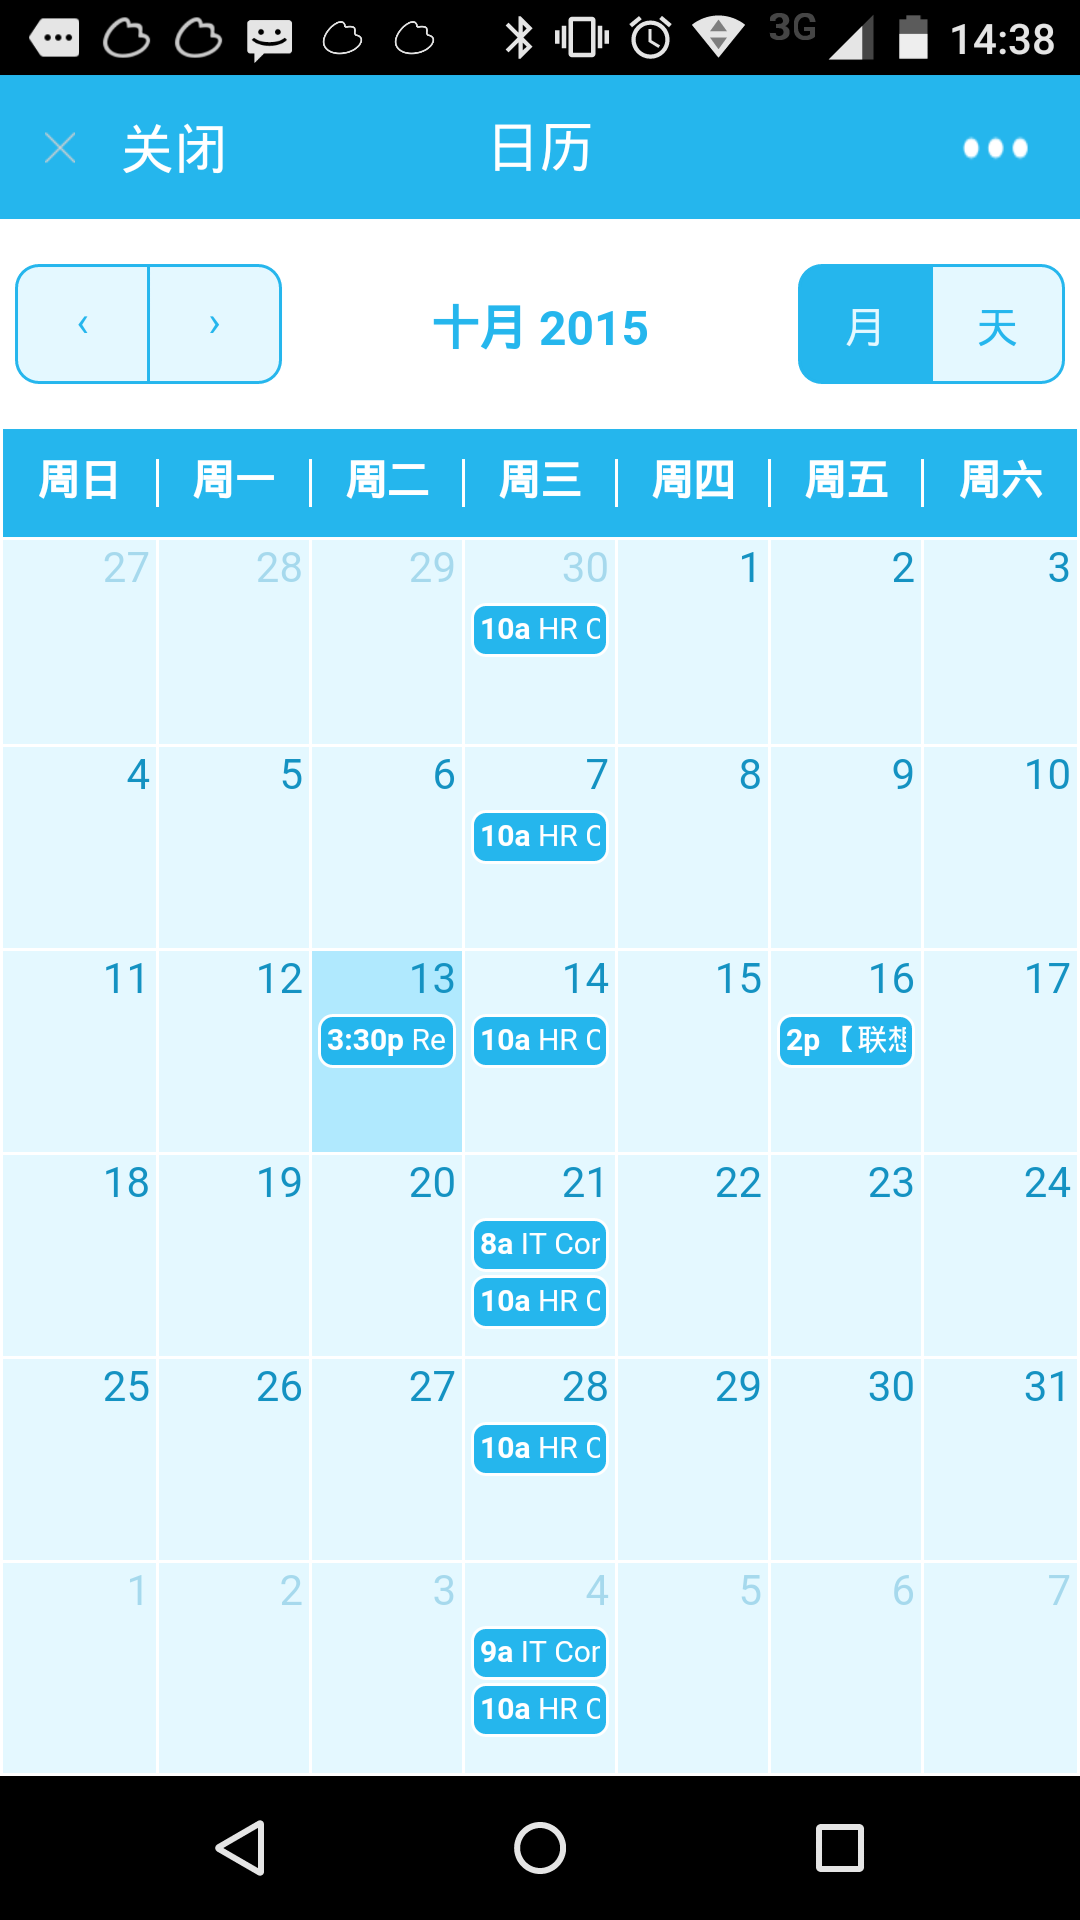 3G 14:38
关闭 日历
‹ › 十月 2015 月 天
周日 周一 周二 周三 周四 周五 周六
27 28 29 30 1 2 3
10a HR
4 5 6 7 8 9 10
10a HR
11 12 13 14 15 16 17
3:30p Re 10a HR 2p 【联想
18 19 20 21 22 23 24
8a IT Cor
10a HR
25 26 27 28 29 30 31
10a HR
1 2 3 4 5 6 7
9a IT Cor
10a HR